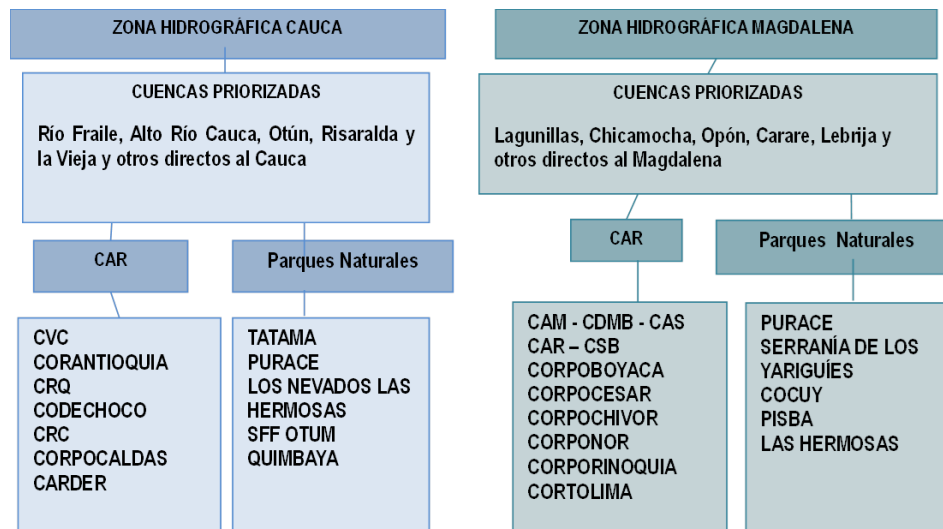 ZONA HIDROGRÁFICA CAUCA
CUENCAS PRIORIZADAS
Río Fraile, Alto Río Cauca, Otún, Risaralda y
la Vieja y otros directos al Cauca
CAR
CVC
CORANTIOQUIA
CRQ
CODECHOCO
CRC
CORPOCALDAS
CARDER
Parques Naturales
TATAMA
PURACE
LOS NEVADOS LAS
HERMOSAS
SFF OTUM
QUIMBAYA
ZONA HIDROGRÁFICA MAGDALENA
CUENCAS PRIORIZADAS
Lagunillas, Chicamocha, Opón, Carare, Lebrija y
otros directos al Magdalena
CAR
CAM - CDMB - CAS
CAR – CSB
CORPOBOYACA
CORPOCESAR
CORPOCHIVOR
CORPONOR
CORPORINOQUIA
CORTOLIMA
Parques Naturales
PURACE
SERRANÍA DE LOS
YARIGUÍES
COCUY
PISBA
LAS HERMOSAS